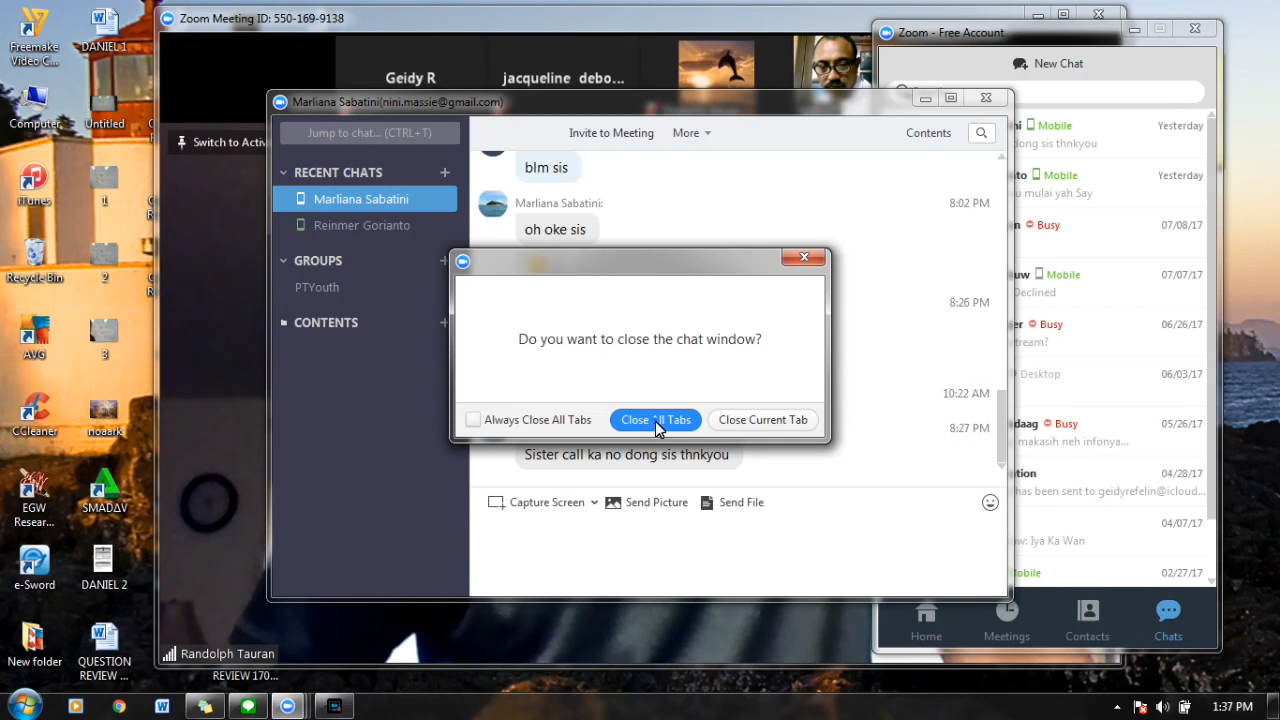 Freemake
Video C...
DANIEL 1
Computer
Untitled
iTunes
1
Recycle Bin
2
AVG
3
CCleaner
noaark
EGW
Resear...
SMADΔV
e-Sword
DANIEL 2
New folder
QUESTION
REVIEW ...
REVIEW 170...
Zoom Meeting ID: 550-169-9138
Geidy R
jacqueline debo...
Switch to Activ
Randolph Tauran
Marliana Sabatini(nini.massie@gmail.com)
Jump to chat... (CTRL+T)
RECENT CHATS
Marliana Sabatini
Reinmer Gorianto
GROUPS
PTYouth
CONTENTS
Invite to Meeting
More
Contents
blm sis
Marliana Sabatini:
8:02 PM
oh oke sis
8:26 PM
10:22 AM
8:27 PM
Sister call ka no dong sis thnkyou
Capture Screen
Send Picture
Send File
Do you want to close the chat window?
Always Close All Tabs
Close All Tabs
Close Current Tab
Zoom - Free Account
New Chat
Mobile
Yesterday
dong sis thnkyou
Mobile
Yesterday
u mulai yah Say
Busy
07/08/17
Mobile
07/07/17
Declined
Busy
06/26/17
tream?
Desktop
06/03/17
Busy
05/26/17
makasih neh infonya...
04/28/17
has been sent to geidyrefelin@icloud...
04/07/17
w: Iya Ka Wan
Mobile
02/27/17
Home
Meetings
Contacts
Chats
1:37 PM